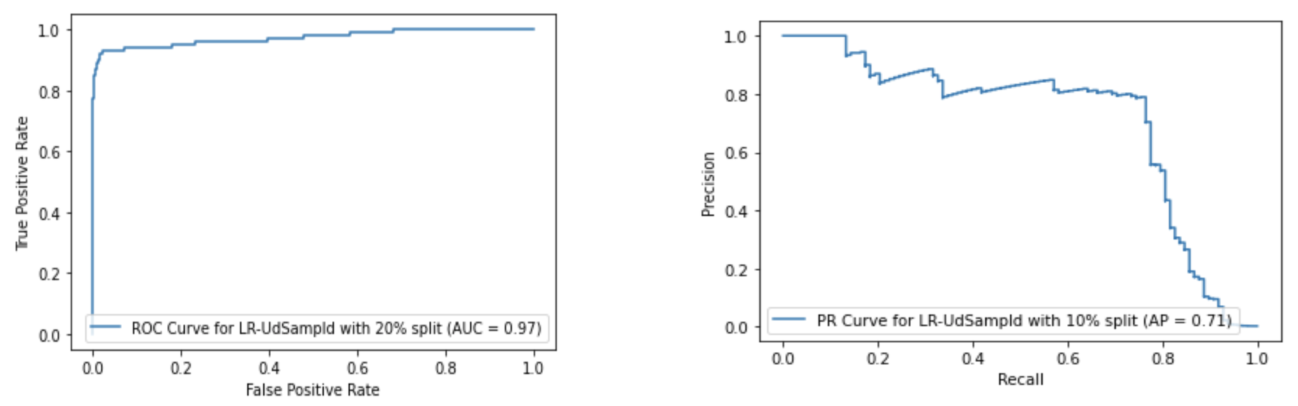 1.0
0.8
0.6
0.4
0.2
0.0
True Positive Rate
ROC Curve for LR-UdSampld with 20% split (AUC = 0.97)
0.0 0.2 0.4 0.6 0.8 1.0
False Positive Rate
1.0
0.8
0.6
0.4
0.2
0.0
Precision
PR Curve for LR-UdSampld with 10% split (AP = 0.71)
0.0 0.2 0.4 0.6 0.8 1.0
Recall